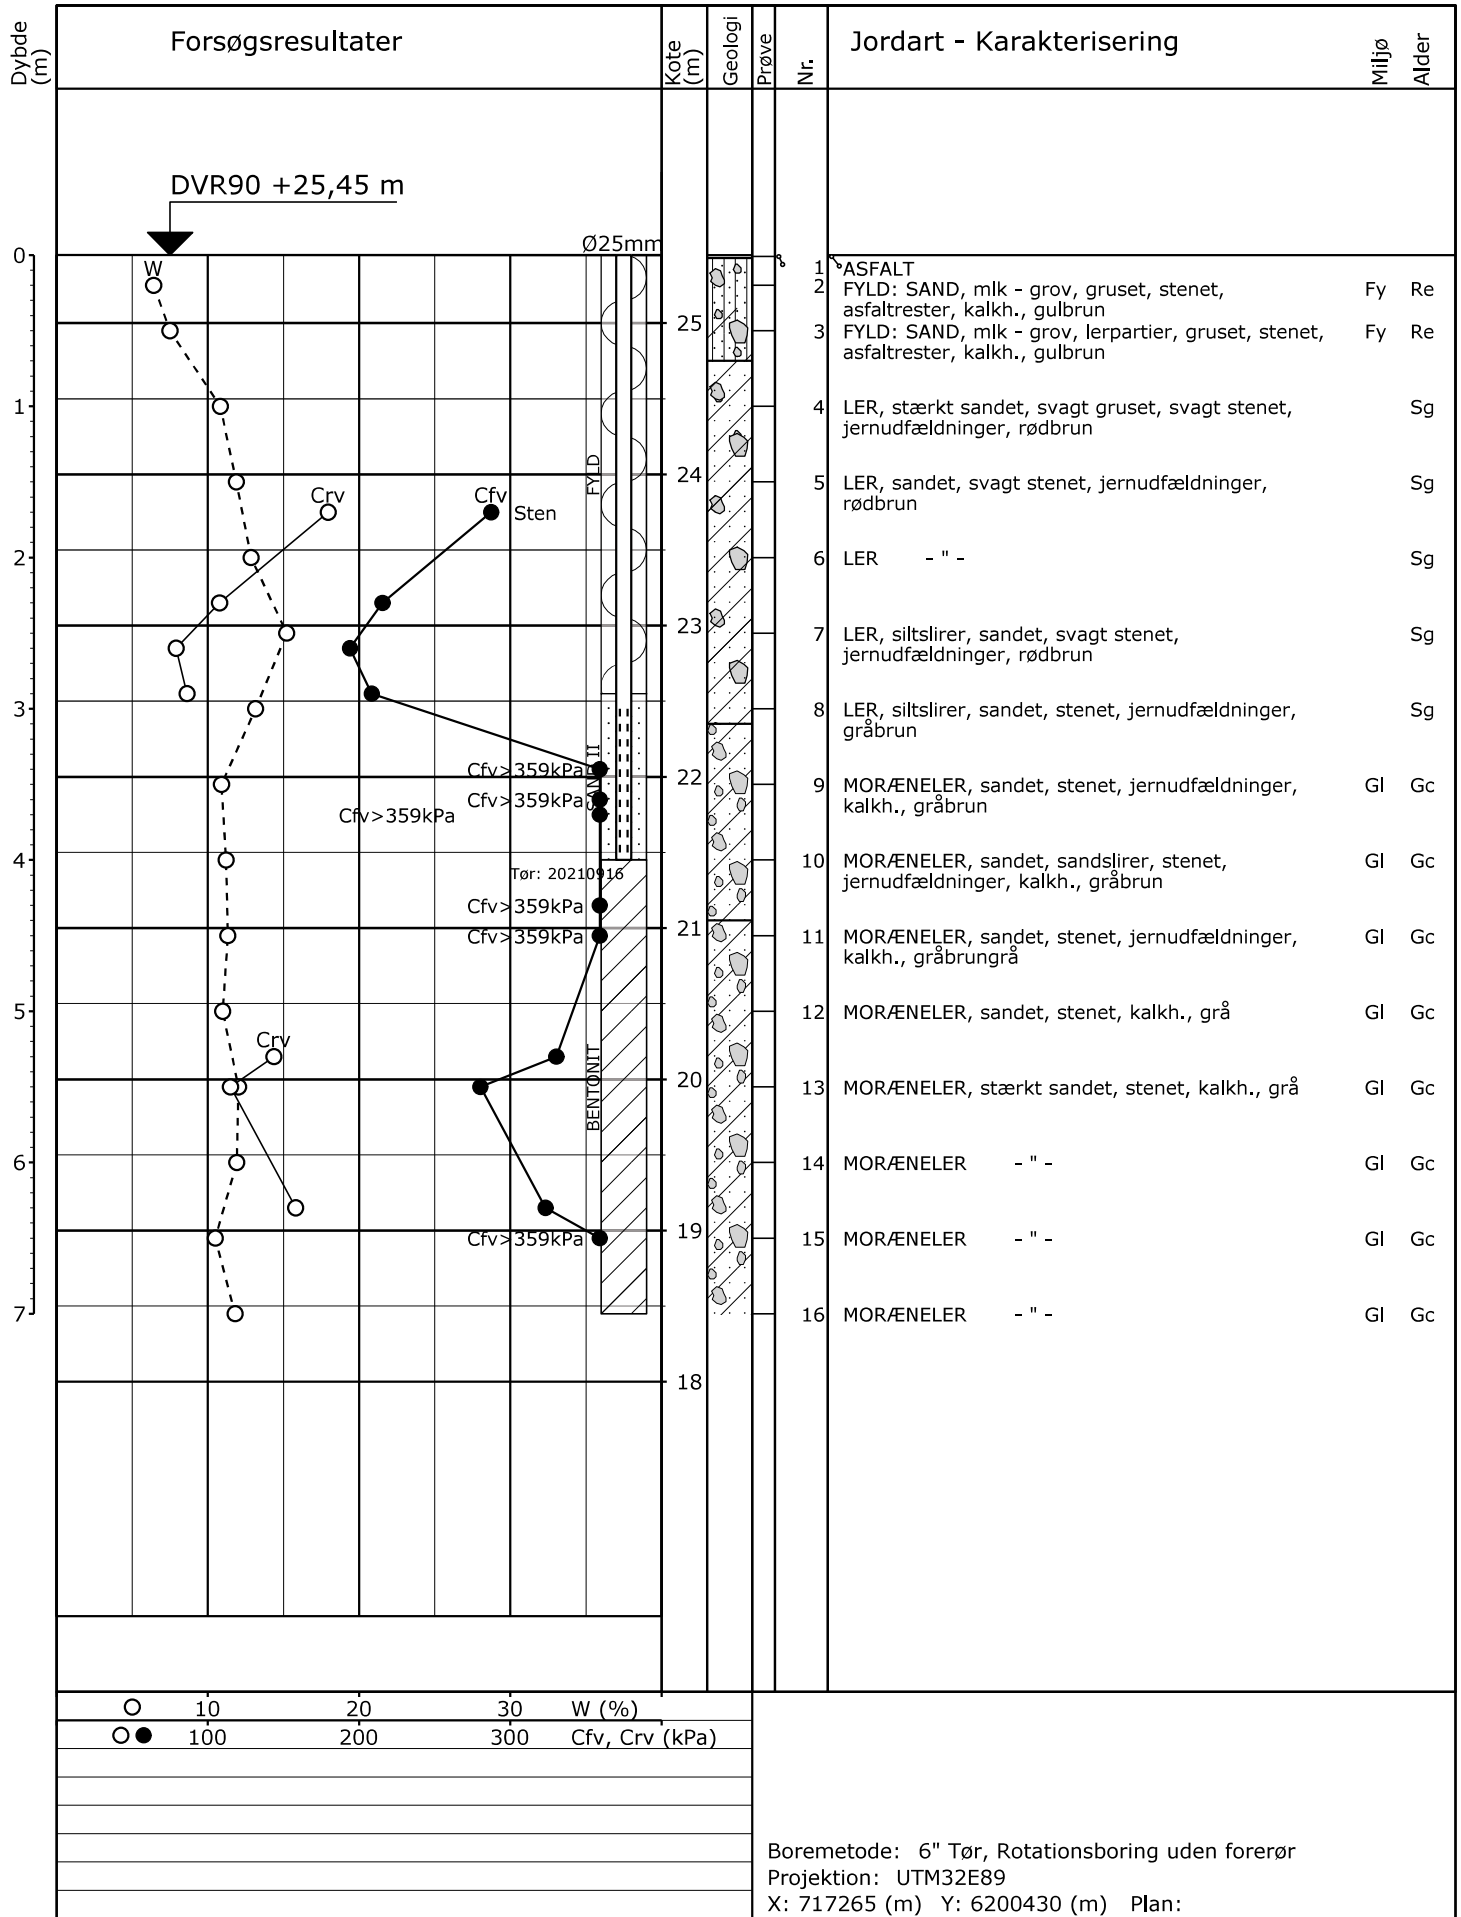 Dybde (m)
Forsøgsresultater
Kote (m)
Geologi
Prøve
Nr.
Jordart - Karakterisering
Miljø
Alder
DVR90 +25,45 m
Ø25mm
0
W
1 ASFALT
2 FYLD: SAND, mlk - grov, gruset, stenet, Fy Re
asfaltrester, kalkh., gulbrun
25
3 FYLD: SAND, mlk - grov, lerpartier, gruset, stenet, Fy Re
asfaltrester, kalkh., gulbrun
1
4 LER, stærkt sandet, svagt gruset, svagt stenet, Sg
jernudfældninger, rødbrun
FYLD
24
5 LER, sandet, svagt stenet, jernudfældninger, Sg
rødbrun
Crv
Cfv
Sten
2
6 LER - " - Sg
23
7 LER, siltslirer, sandet, svagt stenet, Sg
jernudfældninger, rødbrun
3
8 LER, siltslirer, sandet, stenet, jernudfældninger, Sg
gråbrun
SAND II
Cfv>359kPa
22
9 MORÆNELER, sandet, stenet, jernudfældninger, Gl Gc
kalkh., gråbrun
Cfv>359kPa
Cfv>359kPa
4
10 MORÆNELER, sandet, sandslirer, stenet, Gl Gc
jernudfældninger, kalkh., gråbrun
Tør: 20210916
Cfv>359kPa
21
Cfv>359kPa
11 MORÆNELER, sandet, stenet, jernudfældninger, Gl Gc
kalkh., gråbrungrå
5
12 MORÆNELER, sandet, stenet, kalkh., grå Gl Gc
Crv
BENTONIT
20
13 MORÆNELER, stærkt sandet, stenet, kalkh., grå Gl Gc
6
14 MORÆNELER - " - Gl Gc
19
Cfv>359kPa
15 MORÆNELER - " - Gl Gc
7
16 MORÆNELER - " - Gl Gc
18
10 20 30 W (%)
100 200 300 Cfv, Crv (kPa)
Boremetode: 6" Tør, Rotationsboring uden forerør
Projektion: UTM32E89
X: 717265 (m) Y: 6200430 (m) Plan: